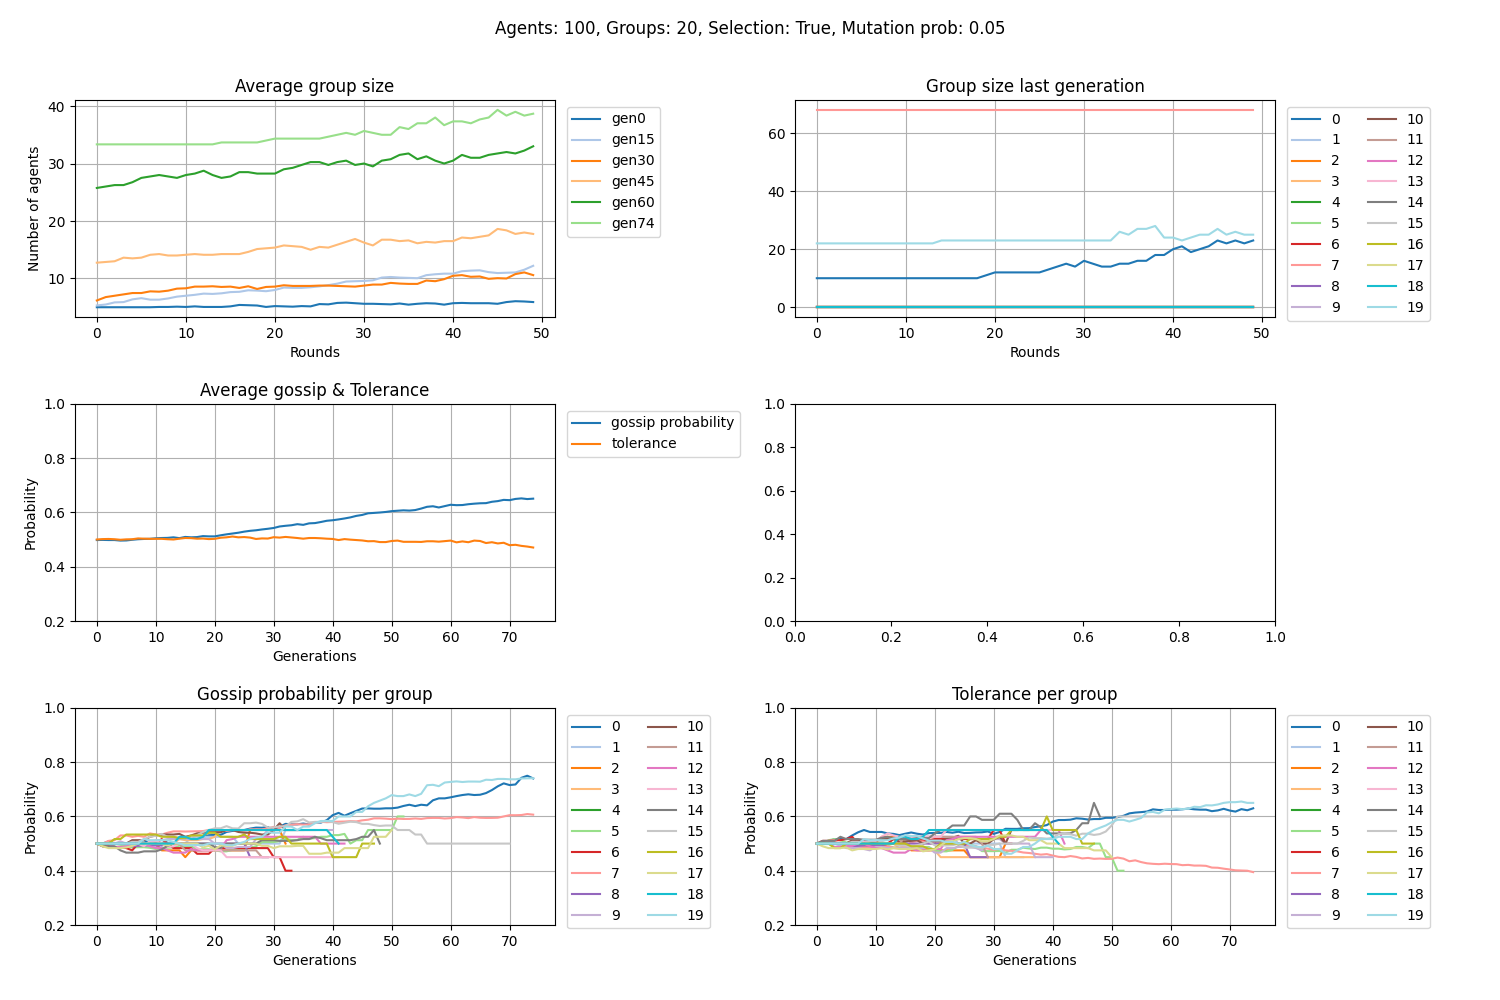 Agents: 100, Groups: 20, Selection: True, Mutation prob: 0.05
Average group size
Number of agents
40
30
20
10
0 10 20 30 40 50
Rounds
gen0
gen15
gen30
gen45
gen60
gen74
Group size last generation
60
40
20
0
0 10 20 30 40 50
Rounds
0 10
1 11
2 12
3 13
4 14
5 15
6 16
7 17
8 18
9 19
Average gossip & Tolerance
Probability
1.0
0.8
0.6
0.4
0.2
0 10 20 30 40 50 60 70
Generations
gossip probability
tolerance
1.0
0.8
0.6
0.4
0.2
0.0
0.0 0.2 0.4 0.6 0.8 1.0
Gossip probability per group
Probability
1.0
0.8
0.6
0.4
0.2
0 10 20 30 40 50 60 70
Generations
0 10
1 11
2 12
3 13
4 14
5 15
6 16
7 17
8 18
9 19
Tolerance per group
Probability
1.0
0.8
0.6
0.4
0.2
0 10 20 30 40 50 60 70
Generations
0 10
1 11
2 12
3 13
4 14
5 15
6 16
7 17
8 18
9 19